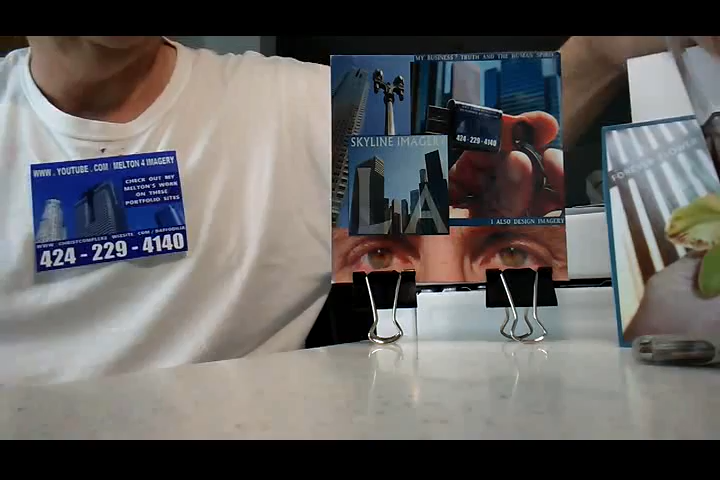 WWW . YOUTUBE . COM / MELTON 4 IMAGERY
CHECK OUT MY
MELTON'S WORK
ON THESE
PORTFOLIO SITES
424 - 229 - 4140
MY BUSINESS? TRUTH AND THE HUMAN SPIRIT
424 - 229 - 4140
SKYLINE IMAGERY
LA
I ALSO DESIGN IMAGERY